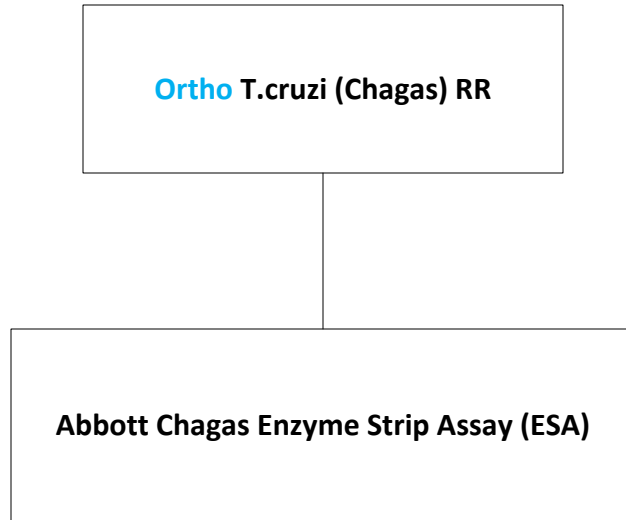 Ortho T.cruzi (Chagas) RR
Abbott Chagas Enzyme Strip Assay (ESA)